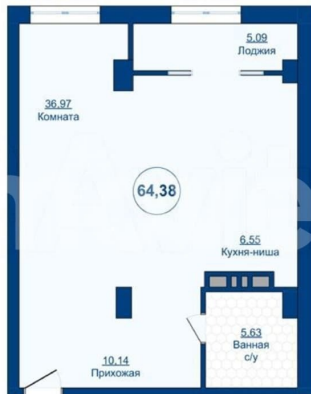 5.09
Лоджия
36.97
Комната
64,38
6.55
Кухня-ниша
5.63
Ванная
с/у
10.14
Прихожая